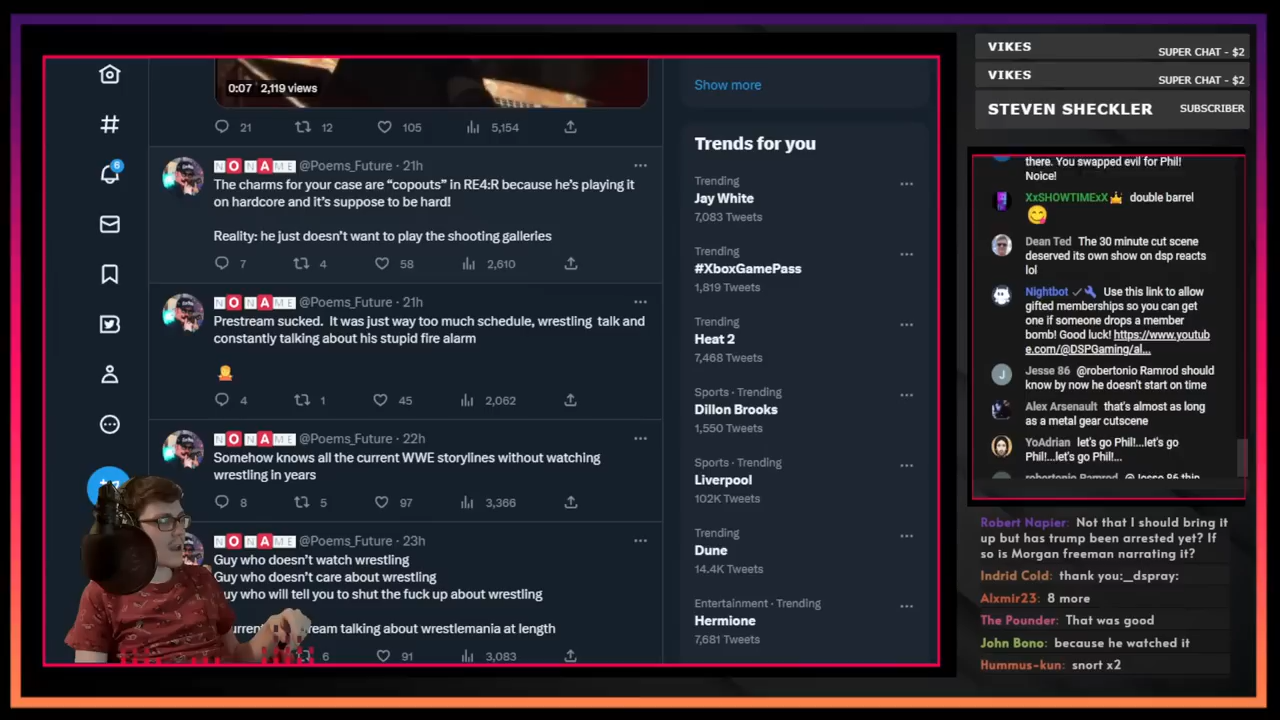 0:07 2,119 views
21 12 105 5,154
NONAME @Poems_Future · 21h
The charms for your case are “copouts” in RE4:R because he’s playing it
on hardcore and it’s suppose to be hard!
Reality: he just doesn’t want to play the shooting galleries
7 4 58 2,610
NONAME @Poems_Future · 21h
Prestream sucked. It was just way too much schedule, wrestling talk and
constantly talking about his stupid fire alarm
4 1 45 2,062
NONAME @Poems_Future · 22h
Somehow knows all the current WWE storylines without watching
wrestling in years
8 5 97 3,366
NONAME @Poems_Future · 23h
Guy who doesn’t watch wrestling
Guy who doesn’t care about wrestling
Guy who will tell you to shut the fuck up about wrestling
talking about wrestlemania at length
6 91 3,083
6
Show more
Trends for you
Trending
Jay White
7,083 Tweets
Trending
#XboxGamePass
1,819 Tweets
Trending
Heat 2
7,468 Tweets
Sports · Trending
Dillon Brooks
1,550 Tweets
Sports · Trending
Liverpool
102K Tweets
Trending
Dune
14.4K Tweets
Entertainment · Trending
Hermione
7,681 Tweets
VIKES SUPER CHAT - $2
VIKES SUPER CHAT - $2
STEVEN SHECKLER SUBSCRIBER
there. You swapped evil for Phil!
Noice!
XxSHOWTIMExX double barrel
Dean Ted The 30 minute cut scene
deserved its own show on dsp reacts
lol
Nightbot Use this link to allow
gifted memberships so you can get
one if someone drops a member
bomb! Good luck! https://www.youtub
e.com/@DSPGaming/al...
Jesse 86 @robertonio Ramrod should
know by now he doesn't start on time
Alex Arsenault that's almost as long
as a metal gear cutscene
YoAdrian let's go Phil!...let's go
Phil!...let's go Phil!...
robertonio Ramrod @Jesse 86 thin
Robert Napier: Not that I should bring it
up but has trump been arrested yet? If
so is Morgan freeman narrating it?
Indrid Cold: thank you:_dspray:
Alxmir23: 8 more
The Pounder: That was good
John Bono: because he watched it
Hummus-kun: snort x2